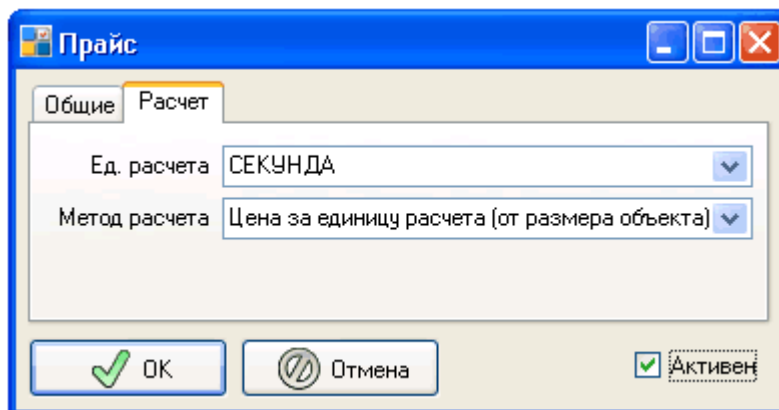 Прайс
Общие Расчет
Ед. расчета СЕКУНДА
Метод расчета Цена за единицу расчета (от размера объекта)
OK Отмена Активен